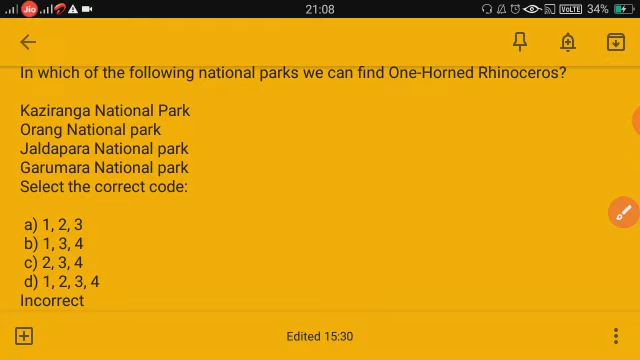 Jio
21:08
VoLTE
34%
In which of the following national parks we can find One-Horned Rhinoceros?
Kaziranga National Park
Orang National park
Jaldapara National park
Garumara National park
Select the correct code:
a) 1, 2, 3
b) 1, 3, 4
c) 2, 3, 4
d) 1, 2, 3, 4
Incorrect
Edited 15:30